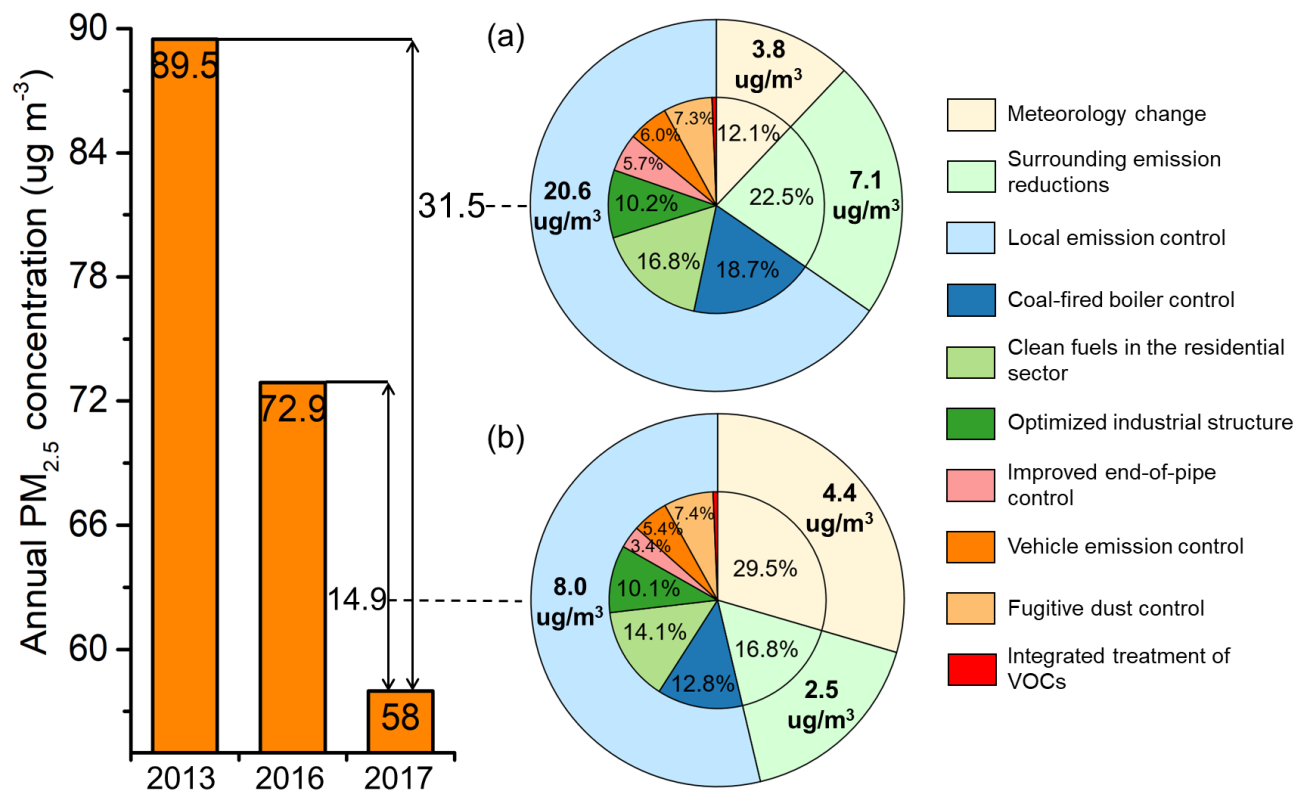 Annual PM2.5 concentration (ug m-3)
90
84
78
72
66
60
89.5
72.9
58
2013
2016
2017
31.5
14.9
(a)
3.8
ug/m3
7.1
ug/m3
20.6
ug/m3
12.1%
22.5%
18.7%
16.8%
10.2%
5.7%
6.0%
7.3%
(b)
4.4
ug/m3
2.5
ug/m3
8.0
ug/m3
29.5%
16.8%
12.8%
14.1%
10.1%
3.4%
5.4%
7.4%
Meteorology change
Surrounding emission
reductions
Local emission control
Coal-fired boiler control
Clean fuels in the residential
sector
Optimized industrial structure
Improved end-of-pipe
control
Vehicle emission control
Fugitive dust control
Integrated treatment of
VOCs